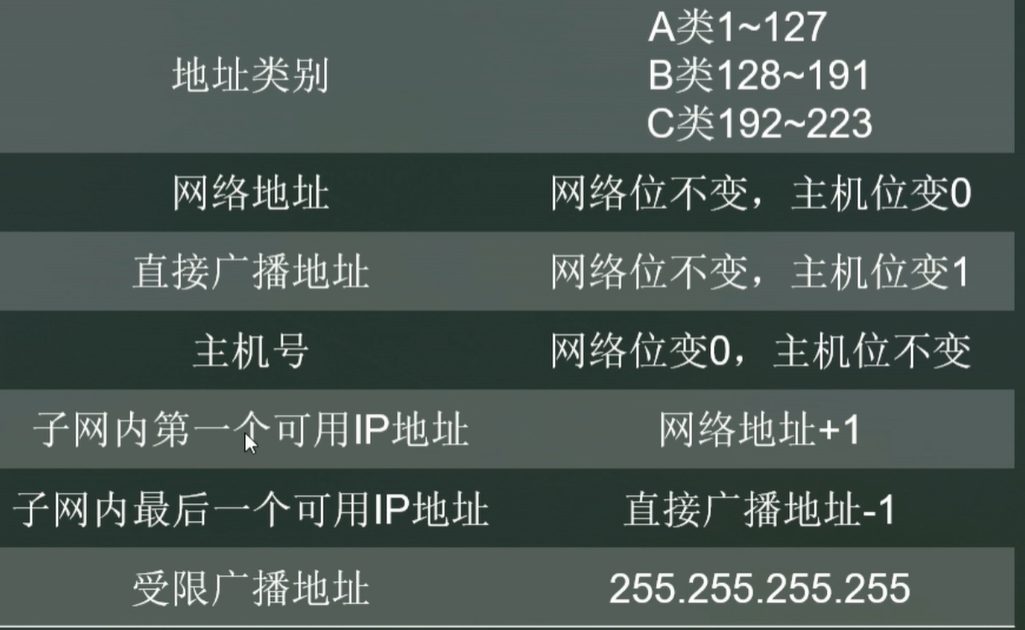 地址类别
A类1~127
B类128~191
C类192~223
网络地址
网络位不变，主机位变0
直接广播地址
网络位不变，主机位变1
主机号
网络位变0，主机位不变
子网内第一个可用IP地址
网络地址+1
子网内最后一个可用IP地址
直接广播地址-1
受限广播地址
255.255.255.255